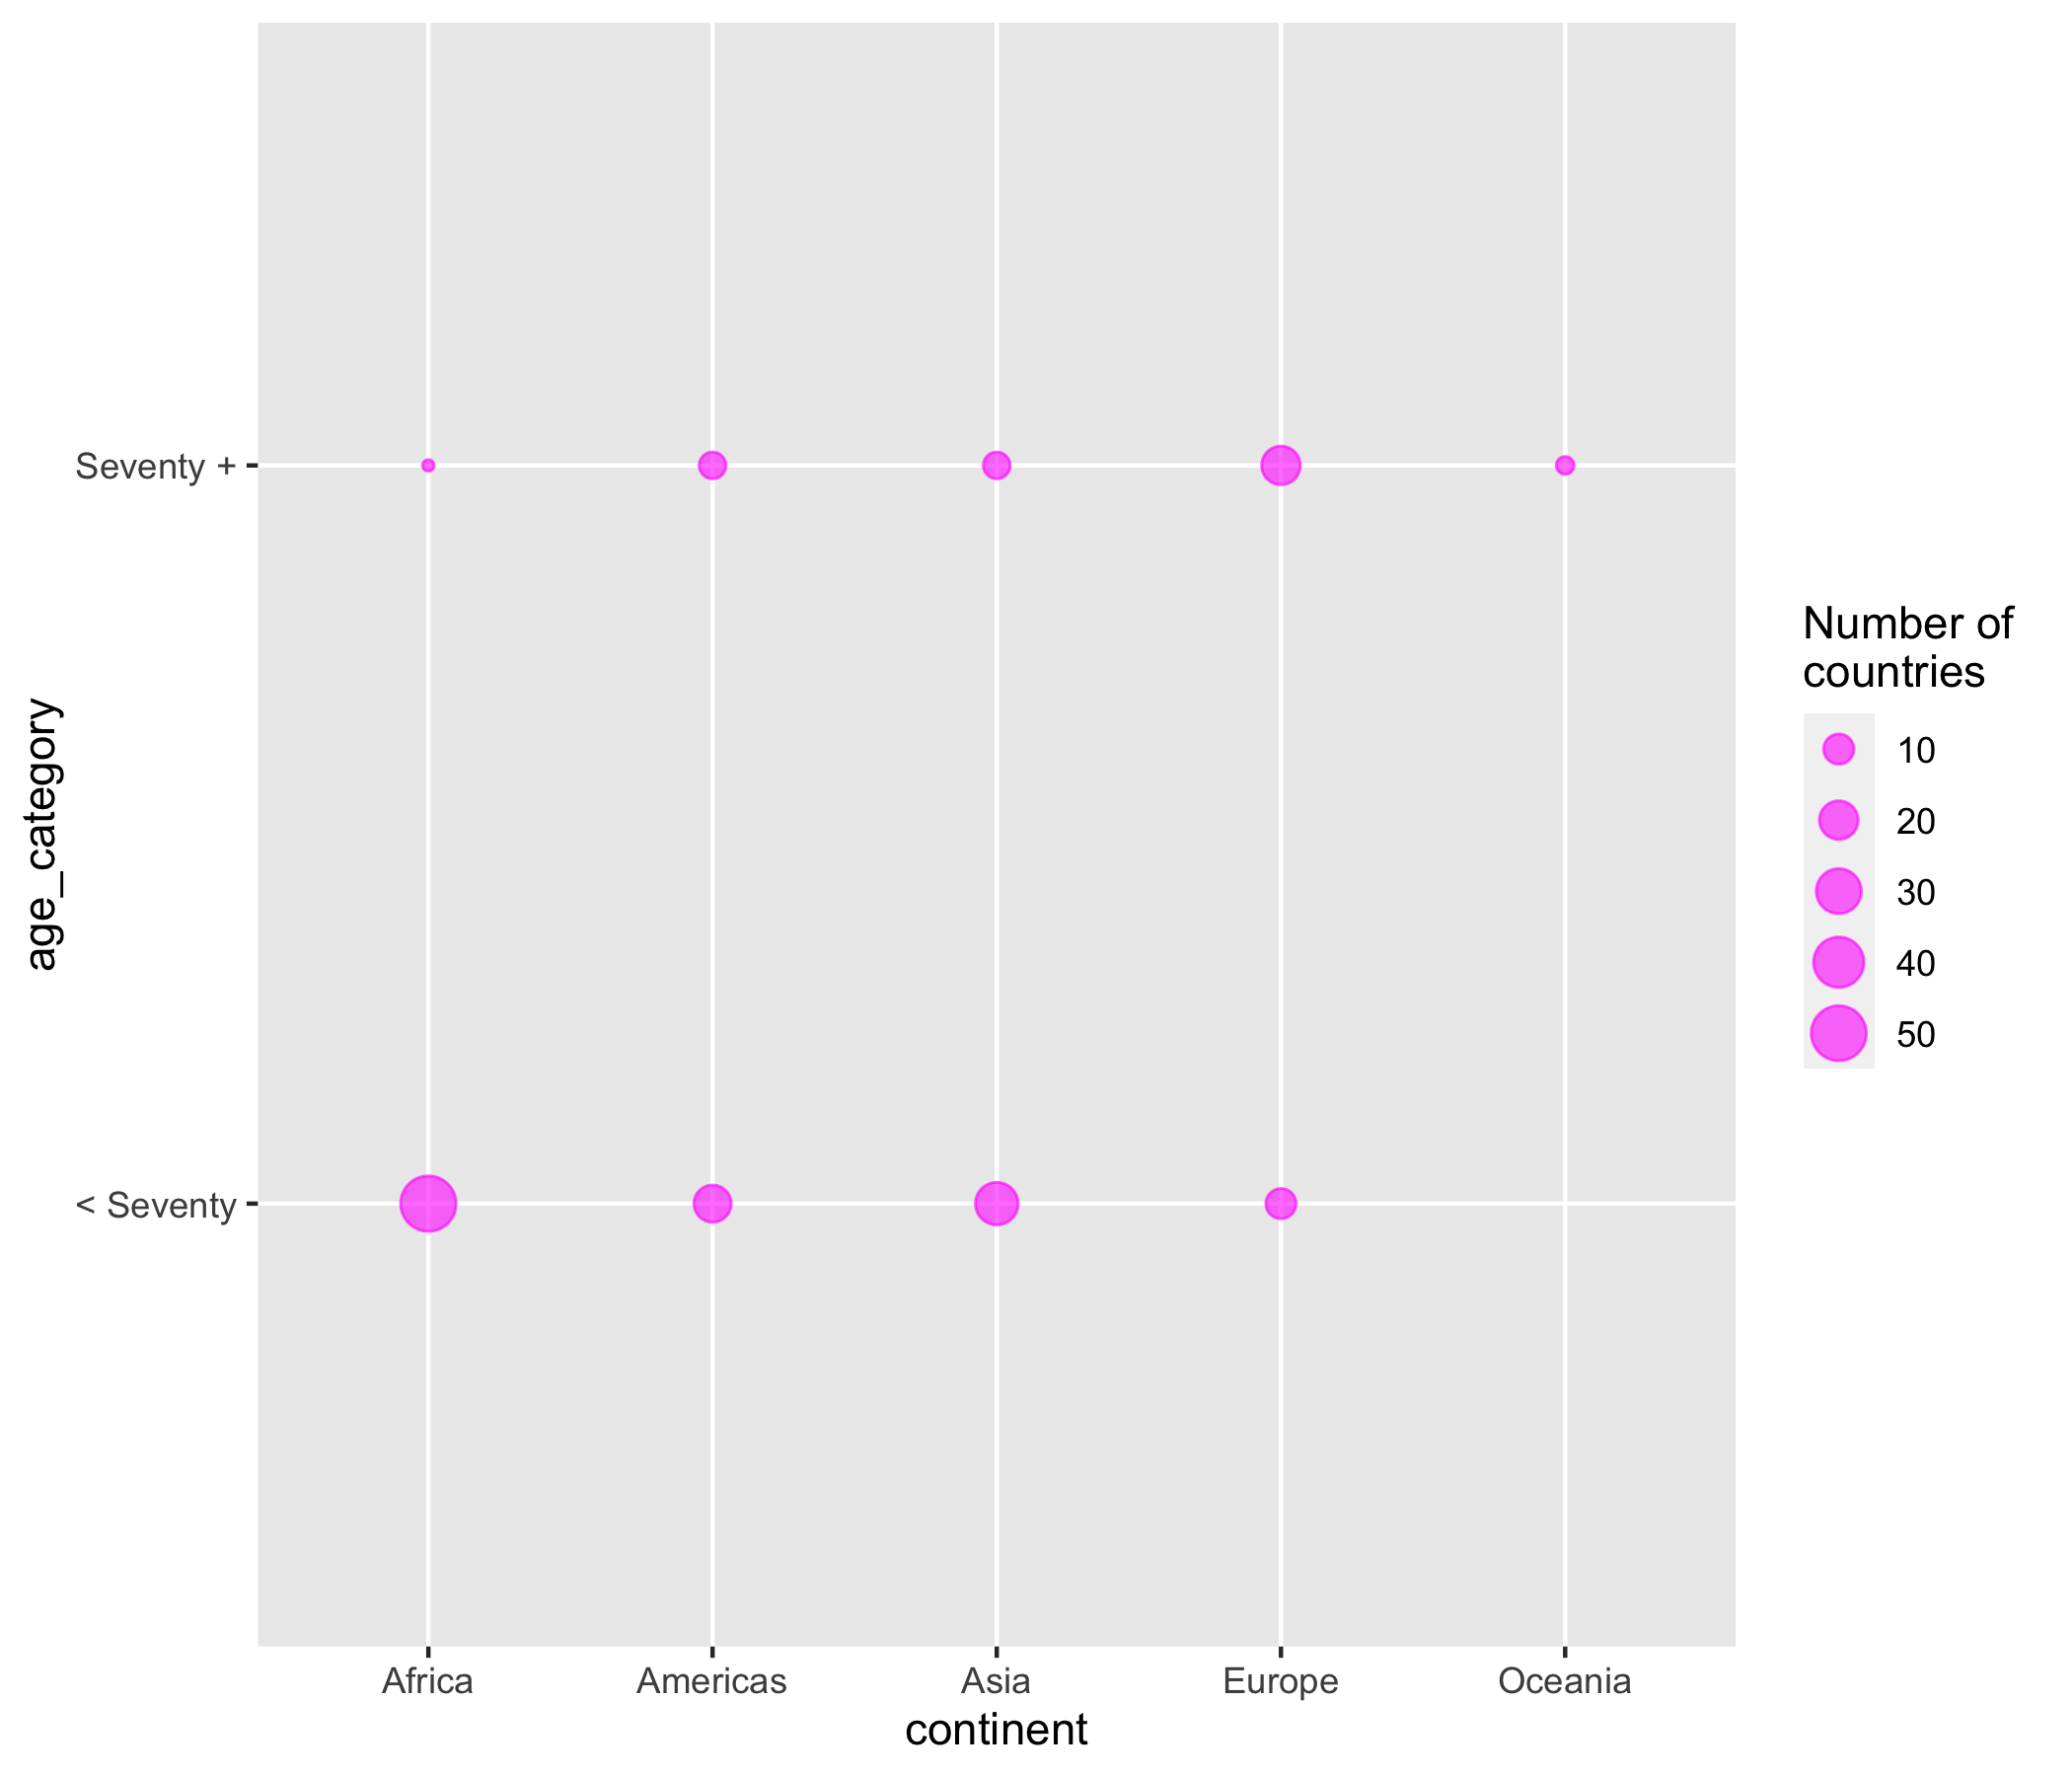 age_category
Seventy +
< Seventy
Africa
Americas
Asia
Europe
Oceania
continent
Number of
countries
10
20
30
40
50